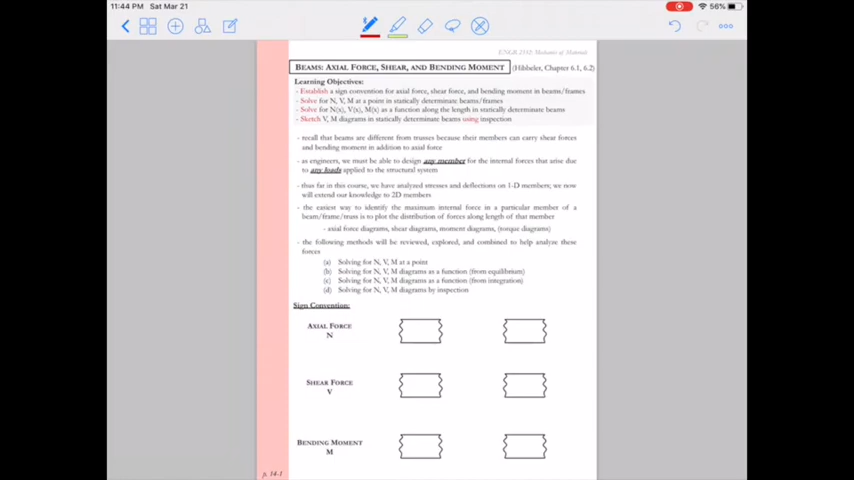 11:44 PM Sat Mar 21
56%
ENGR 2332: Mechanics of Materials
BEAMS: AXIAL FORCE, SHEAR, AND BENDING MOMENT (Hibbeler, Chapter 6.1, 6.2)
Learning Objectives:
- Establish a sign convention for axial force, shear force, and bending moment in beams/frames
- Solve for N, V, M at a point in statically determinate beams/frames
- Solve for N(x), V(x), M(x) as a function along the length in statically determinate beams
- Sketch V, M diagrams in statically determinate beams using inspection
- recall that beams are different from trusses because their members can carry shear forces
and bending moment in addition to axial force
- as engineers, we must be able to design any member for the internal forces that arise due
to any loads applied to the structural system
- thus far in this course, we have analyzed stresses and deflections on 1-D members; we now
will extend our knowledge to 2D members
- the easiest way to identify the maximum internal force in a particular member of a
beam/frame/truss is to plot the distribution of forces along length of that member
- axial force diagrams, shear diagrams, moment diagrams, (torque diagrams)
- the following methods will be reviewed, explored, and combined to help analyze these
forces
(a) Solving for N, V, M at a point
(b) Solving for N, V, M diagrams as a function (from equilibrium)
(c) Solving for N, V, M diagrams as a function (from integration)
(d) Solving for N, V, M diagrams by inspection
Sign Convention:
AXIAL FORCE
N
SHEAR FORCE
V
BENDING MOMENT
M
p. 14-1